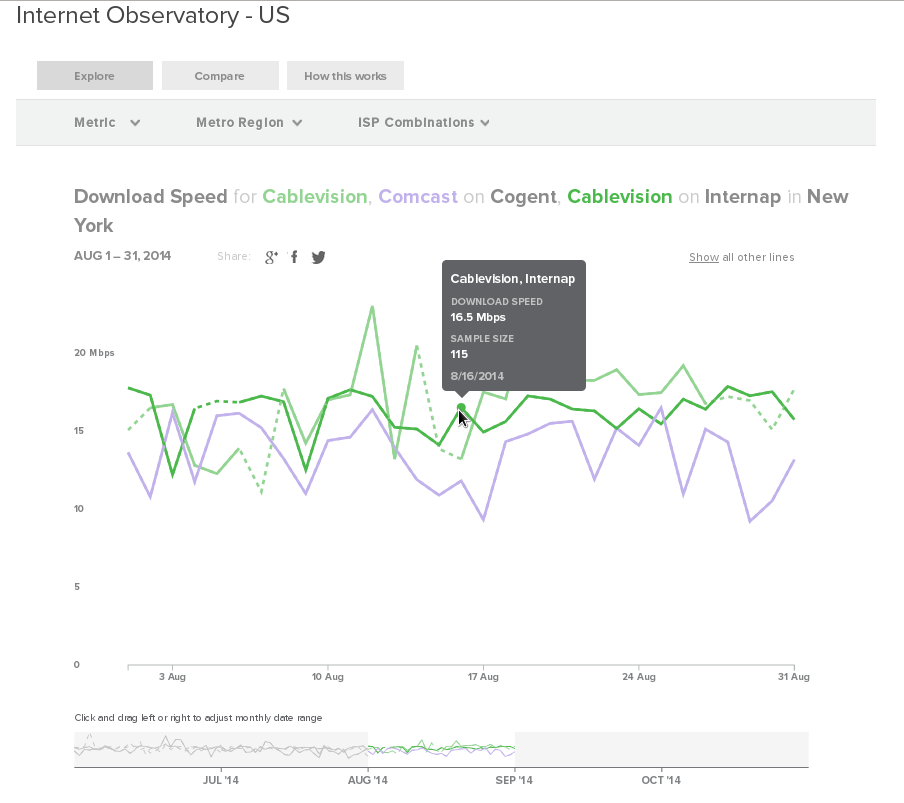 Internet Observatory - US
Explore Compare How this works
Metric Metro Region ISP Combinations
Download Speed for Cablevision, Comcast on Cogent, Cablevision on Internap in New
York
AUG 1 – 31, 2014 Share: Show all other lines
Cablevision, Internap
DOWNLOAD SPEED
16.5 Mbps
SAMPLE SIZE
115
8/16/2014
20 Mbps
15
10
5
0
3 Aug 10 Aug 17 Aug 24 Aug 31 Aug
Click and drag left or right to adjust monthly date range
JUL '14 AUG '14 SEP '14 OCT '14